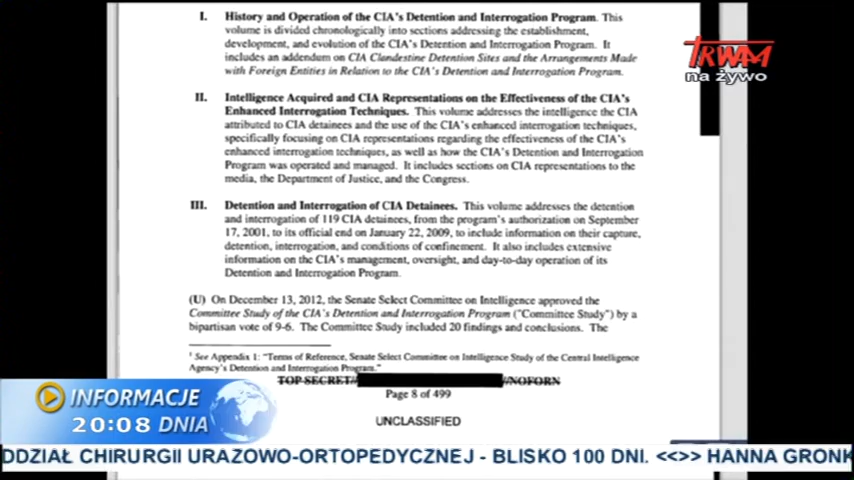 I. History and Operation of the CIA's Detention and Interrogation Program. This
volume is divided chronologically into sections addressing the establishment,
development, and evolution of the CIA's Detention and Interrogation Program. It
includes an addendum on CIA Clandestine Detention Sites and the Arrangements Made
with Foreign Entities in Relation to the CIA's Detention and Interrogation Program.
TRWAM
na żywo
II. Intelligence Acquired and CIA Representations on the Effectiveness of the CIA's
Enhanced Interrogation Techniques. This volume addresses the intelligence the CIA
attributed to CIA detainees and the use of the CIA's enhanced interrogation techniques,
specifically focusing on CIA representations regarding the effectiveness of the CIA's
enhanced interrogation techniques, as well as how the CIA's Detention and Interrogation
Program was operated and managed. It includes sections on CIA representations to the
media, the Department of Justice, and the Congress.
III. Detention and Interrogation of CIA Detainees. This volume addresses the detention
and interrogation of 119 CIA detainees, from the program's authorization on September
17, 2001, to its official end on January 22, 2009, to include information on their capture,
detention, interrogation, and conditions of confinement. It also includes extensive
information on the CIA's management, oversight, and day-to-day operation of its
Detention and Interrogation Program.
(U) On December 13, 2012, the Senate Select Committee on Intelligence approved the
Committee Study of the CIA's Detention and Interrogation Program ("Committee Study") by a
bipartisan vote of 9-6. The Committee Study included 20 findings and conclusions. The
1 See Appendix 1: "Terms of Reference, Senate Select Committee on Intelligence Study of the Central Intelligence
Agency's Detention and Interrogation Program."
TOP SECRET// //NOFORN
Page 8 of 499
UNCLASSIFIED
INFORMACJE
20:08 DNIA
DDZIAŁ CHIRURGII URAZOWO-ORTOPEDYCZNEJ - BLISKO 100 DNI. <<>> HANNA GRONK